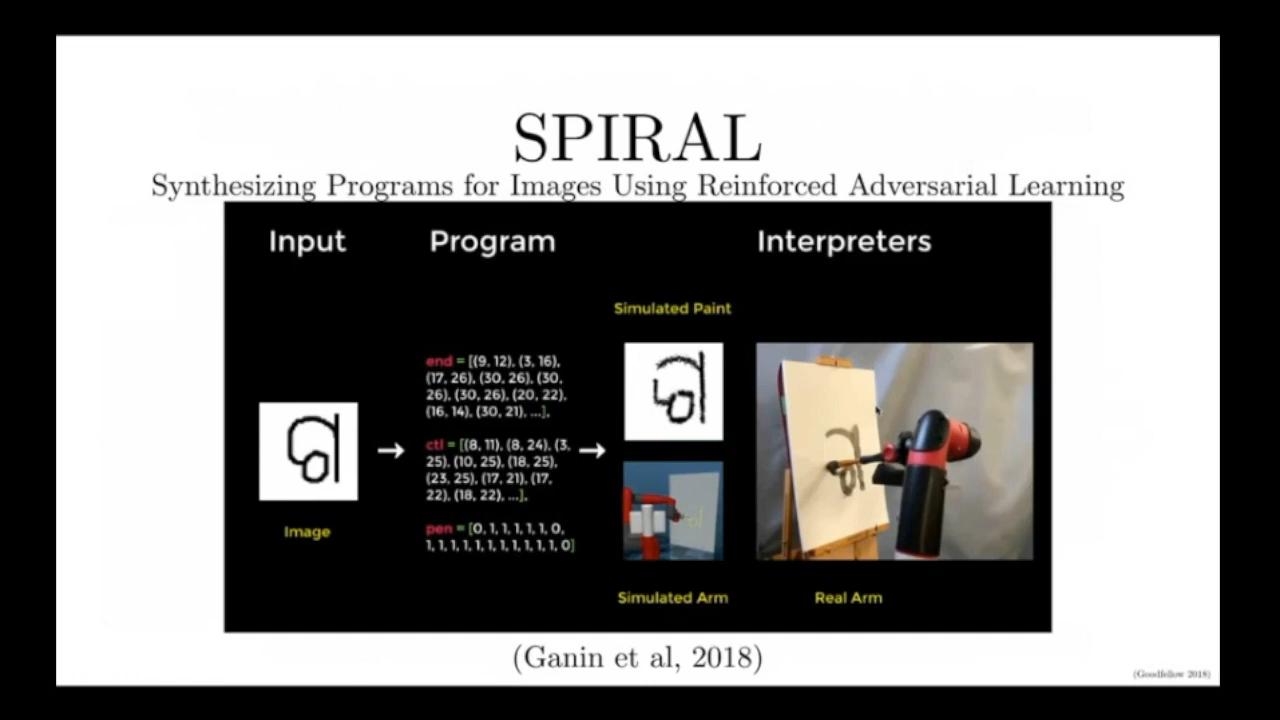 SPIRAL
Synthesizing Programs for Images Using Reinforced Adversarial Learning
Input
Program
Interpreters
Image
end = [(9, 12), (3, 16),
(17, 26), (30, 26), (30,
26), (30, 26), (20, 22),
(16, 14), (30, 21), ...],
ctl = [(8, 11), (8, 24), (3,
25), (10, 25), (18, 25),
(23, 25), (17, 21), (17,
22), (18, 22), ...],
pen = [0, 1, 1, 1, 1, 1, 0,
1, 1, 1, 1, 1, 1, 1, 1, 1, 1, 1, 0]
Simulated Paint
Simulated Arm
Real Arm
(Ganin et al, 2018)
(Goodfellow 2018)